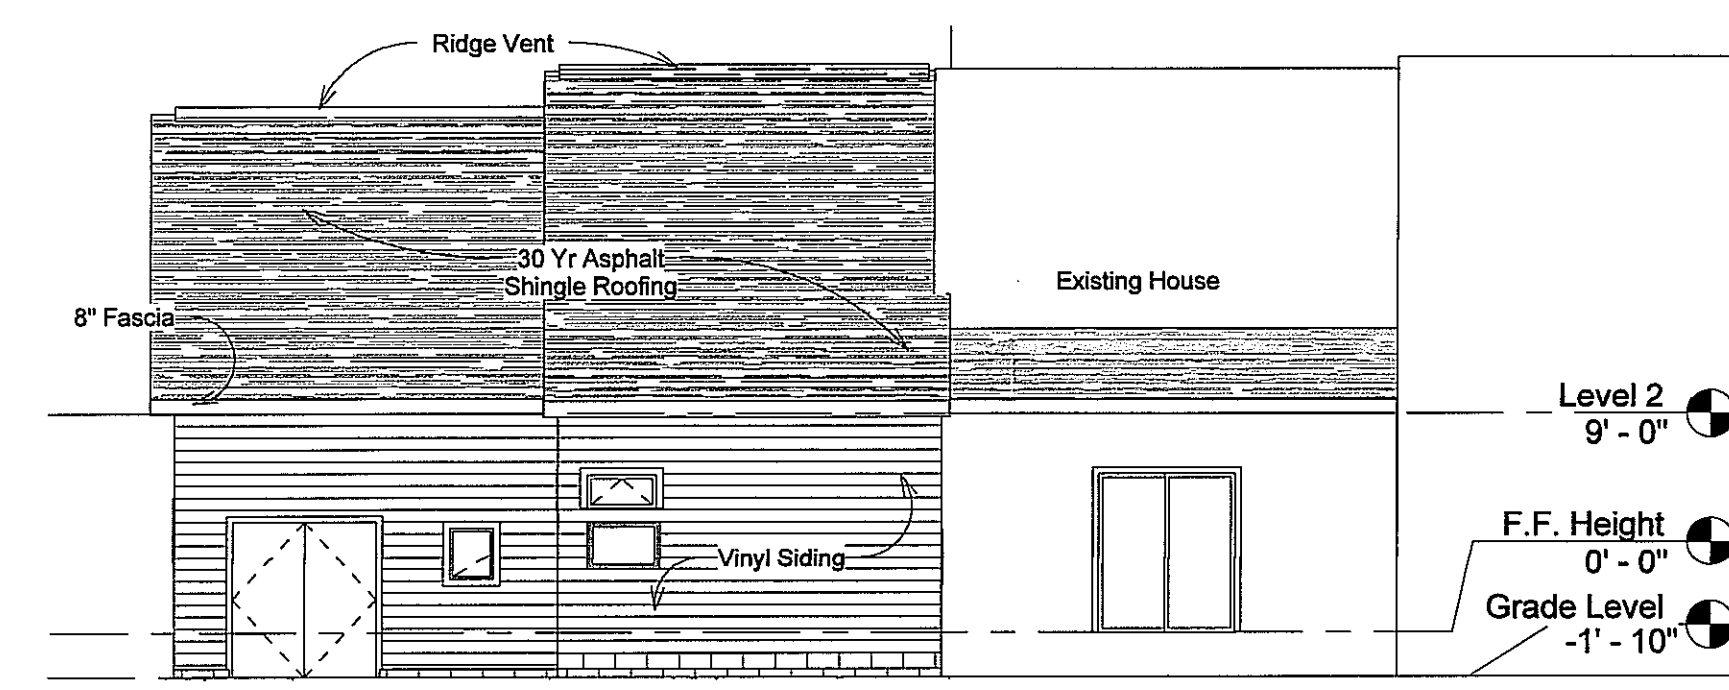 Ridge Vent
30 Yr Asphalt
Shingle Roofing
Existing House
8" Fascia
Level 2
9' - 0"
F.F. Height
0' - 0"
Vinyl Siding
Grade Level
-1' - 10"